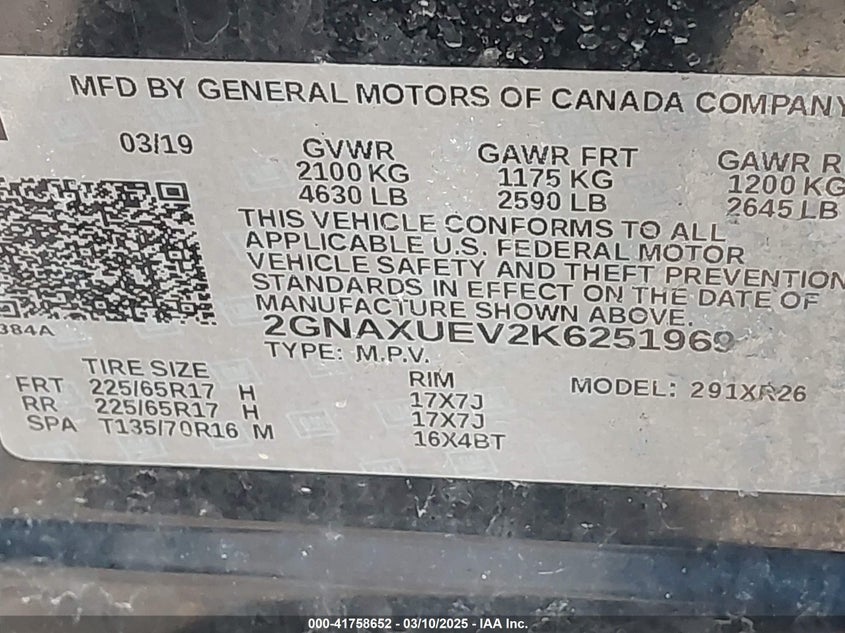 MFD BY GENERAL MOTORS OF CANADA COMPANY
03/19
GVWR
2100 KG
4630 LB
GAWR FRT
1175 KG
2590 LB
GAWR R
1200 KG
2645 LB
THIS VEHICLE CONFORMS TO ALL
APPLICABLE U.S. FEDERAL MOTOR
VEHICLE SAFETY AND THEFT PREVENTION
STANDARDS IN EFFECT ON THE DATE OF
MANUFACTURE SHOWN ABOVE.
384A
2GNAXUEV2K6251969
TYPE: M.P.V.
MODEL: 291XR26
TIRE SIZE
RIM
FRT 225/65R17 H 17X7J
RR 225/65R17 H 17X7J
SPA T135/70R16 M 16X4BT
000-41758652 - 03/10/2025 - IAA Inc.